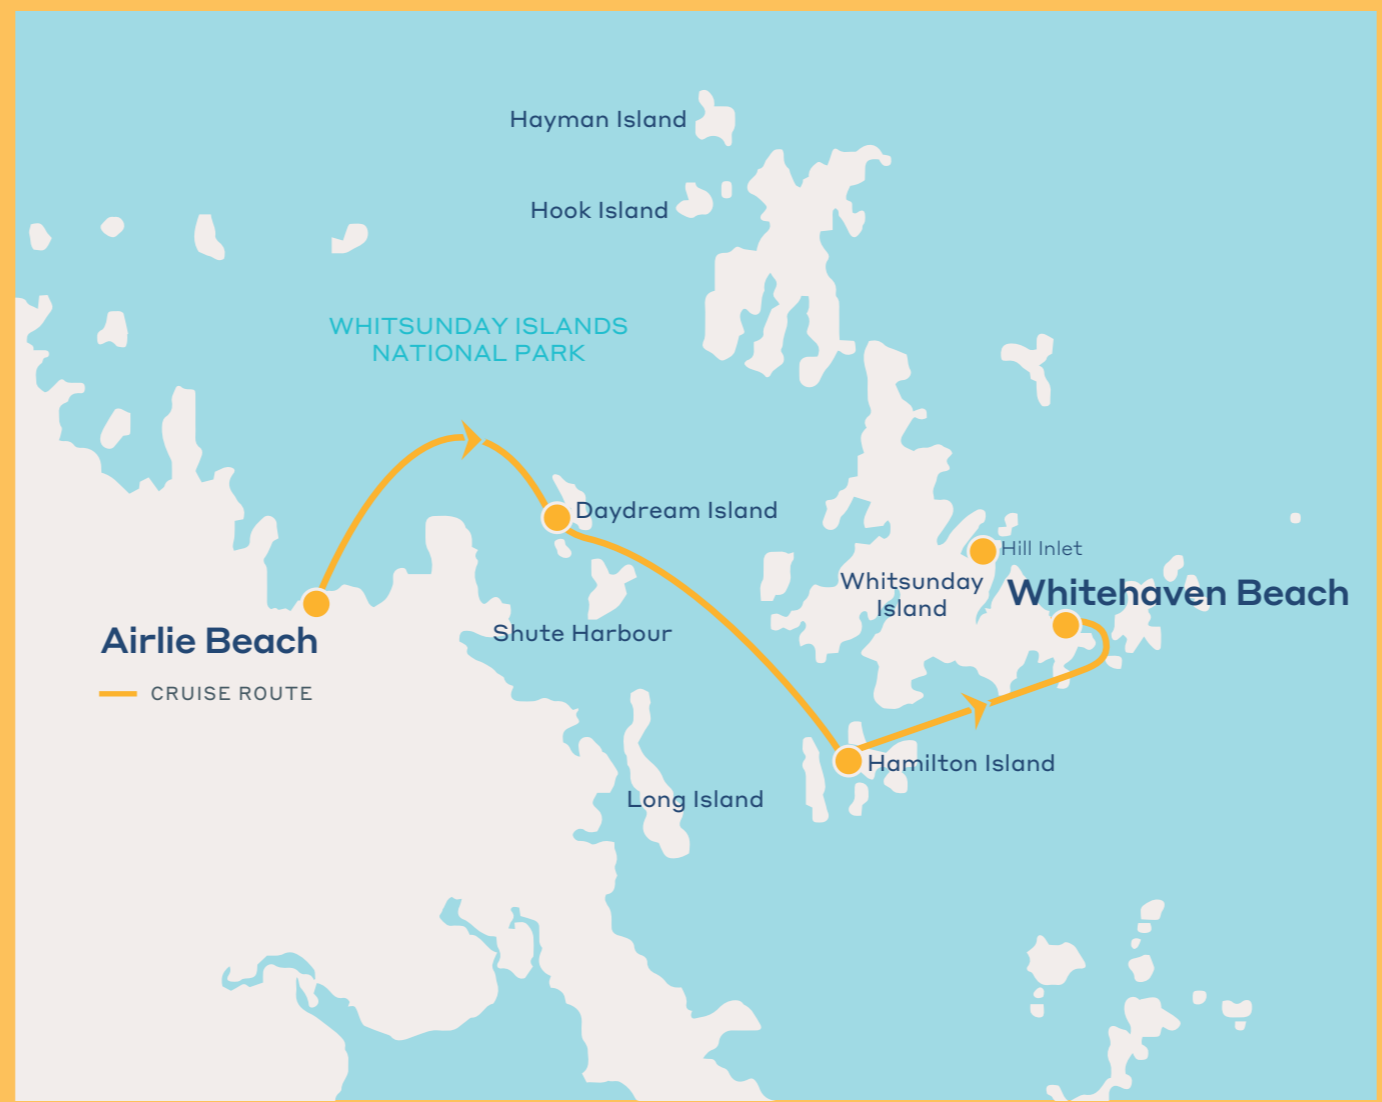 Hayman Island
Hook Island
WHITSUNDAY ISLANDS
NATIONAL PARK
Daydream Island
Hill Inlet
Whitsunday
Island
Whitehaven Beach
Airlie Beach
Shute Harbour
CRUISE ROUTE
Hamilton Island
Long Island